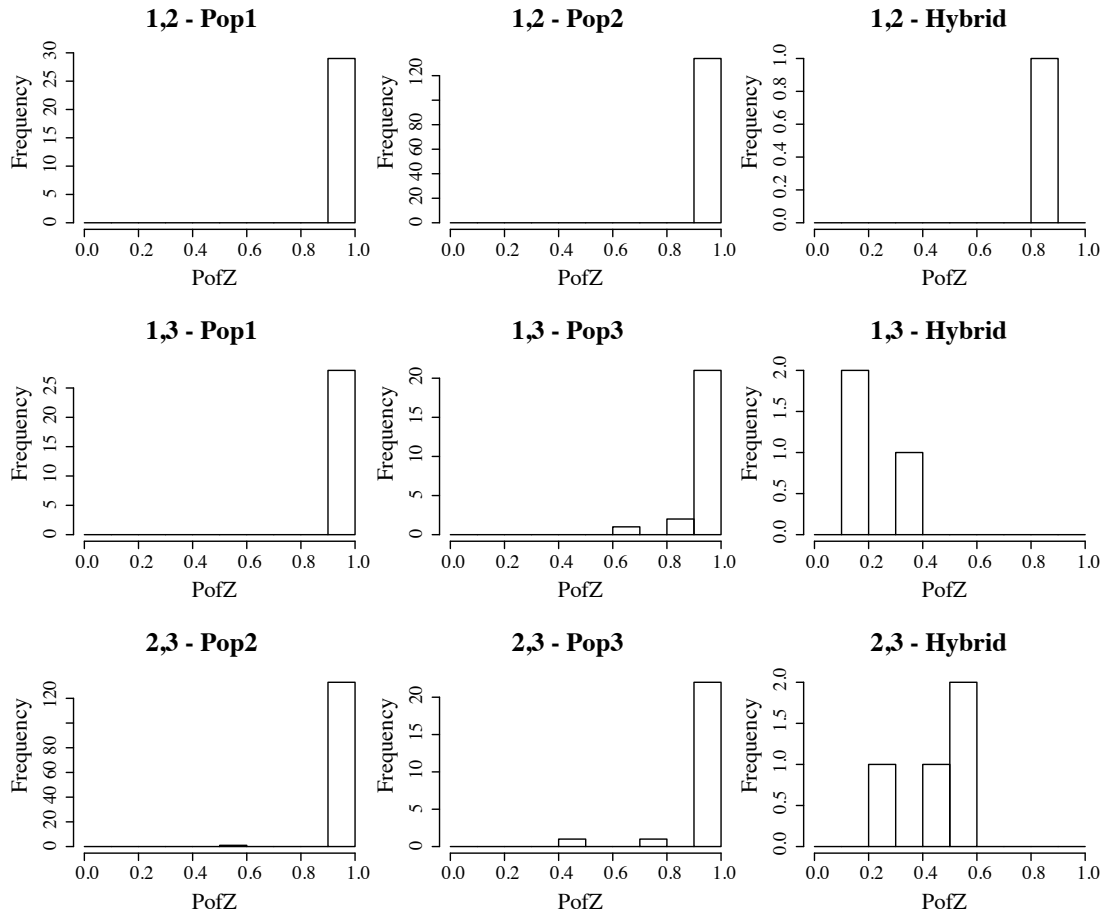 1,2 - Pop1
Frequency
0 5 10 15 20 25 30
0.0 0.2 0.4 0.6 0.8 1.0
PofZ
1,2 - Pop2
Frequency
0 20 40 60 80 120
0.0 0.2 0.4 0.6 0.8 1.0
PofZ
1,2 - Hybrid
Frequency
0.0 0.2 0.4 0.6 0.8 1.0
0.0 0.2 0.4 0.6 0.8 1.0
PofZ
1,3 - Pop1
Frequency
0 5 10 15 20 25
0.0 0.2 0.4 0.6 0.8 1.0
PofZ
1,3 - Pop3
Frequency
0 5 10 15 20
0.0 0.2 0.4 0.6 0.8 1.0
PofZ
1,3 - Hybrid
Frequency
0.0 0.5 1.0 1.5 2.0
0.0 0.2 0.4 0.6 0.8 1.0
PofZ
2,3 - Pop2
Frequency
0 20 40 60 80 120
0.0 0.2 0.4 0.6 0.8 1.0
PofZ
2,3 - Pop3
Frequency
0 5 10 15 20
0.0 0.2 0.4 0.6 0.8 1.0
PofZ
2,3 - Hybrid
Frequency
0.0 0.5 1.0 1.5 2.0
0.0 0.2 0.4 0.6 0.8 1.0
PofZ